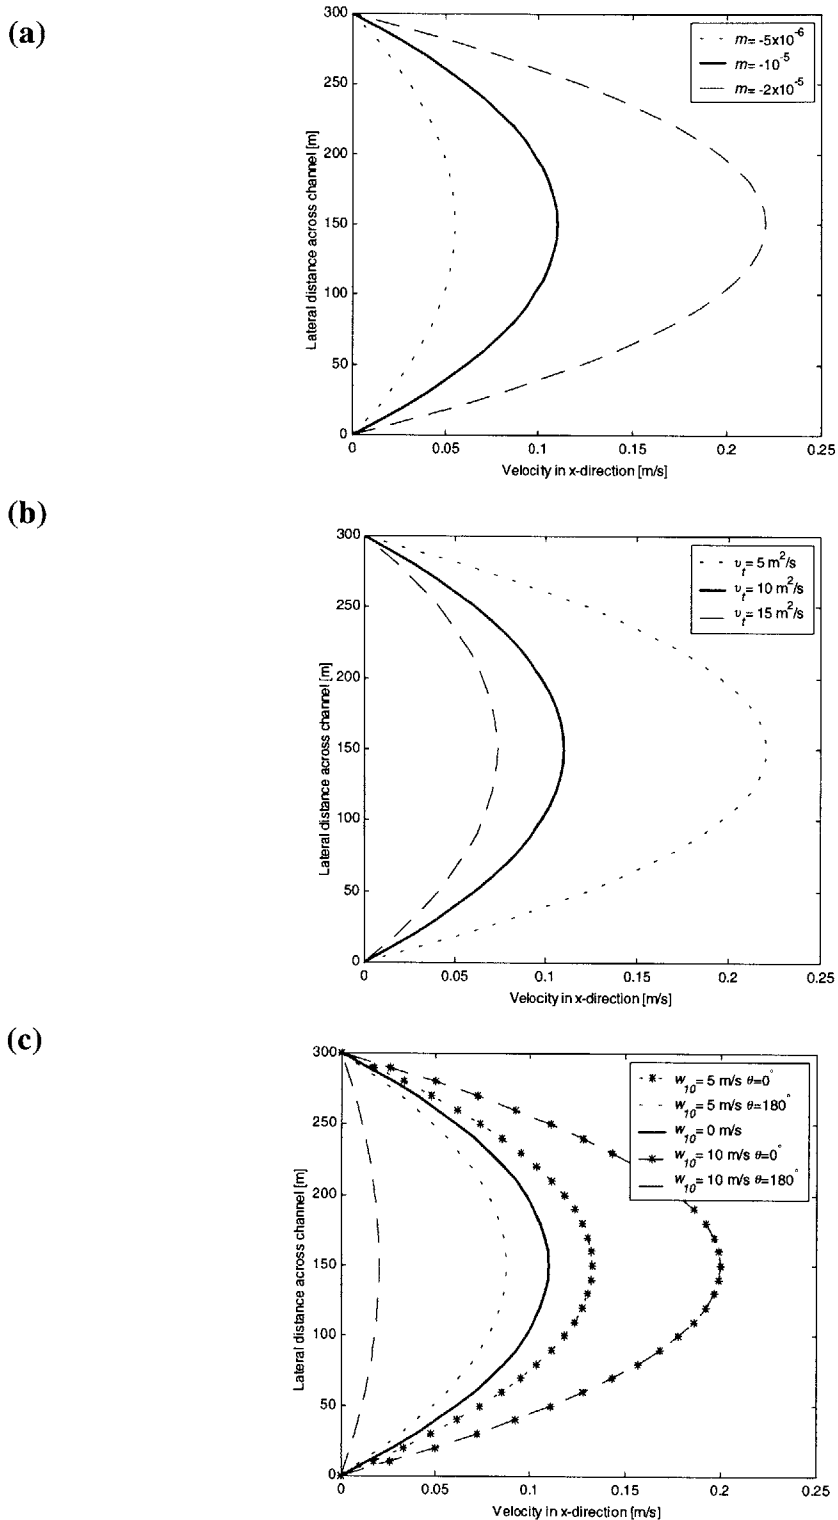 (a)
300
250
200
150
100
50
0
Lateral distance across channel [m]
m= -5x10⁻⁶
m= -10⁻⁵
m= -2x10⁻⁵
0
0.05
0.1
0.15
0.2
0.25
Velocity in x-direction [m/s]
(b)
300
250
200
150
100
50
0
Lateral distance across channel [m]
υₜ= 5 m²/s
υₜ= 10 m²/s
υₜ= 15 m²/s
0
0.05
0.1
0.15
0.2
0.25
Velocity in x-direction [m/s]
(c)
300
250
200
150
100
50
0
Lateral distance across channel [m]
w₁₀= 5 m/s θ=0°
w₁₀= 5 m/s θ=180°
w₁₀= 0 m/s
w₁₀= 10 m/s θ=0°
w₁₀= 10 m/s θ=180°
0
0.05
0.1
0.15
0.2
0.25
Velocity in x-direction [m/s]